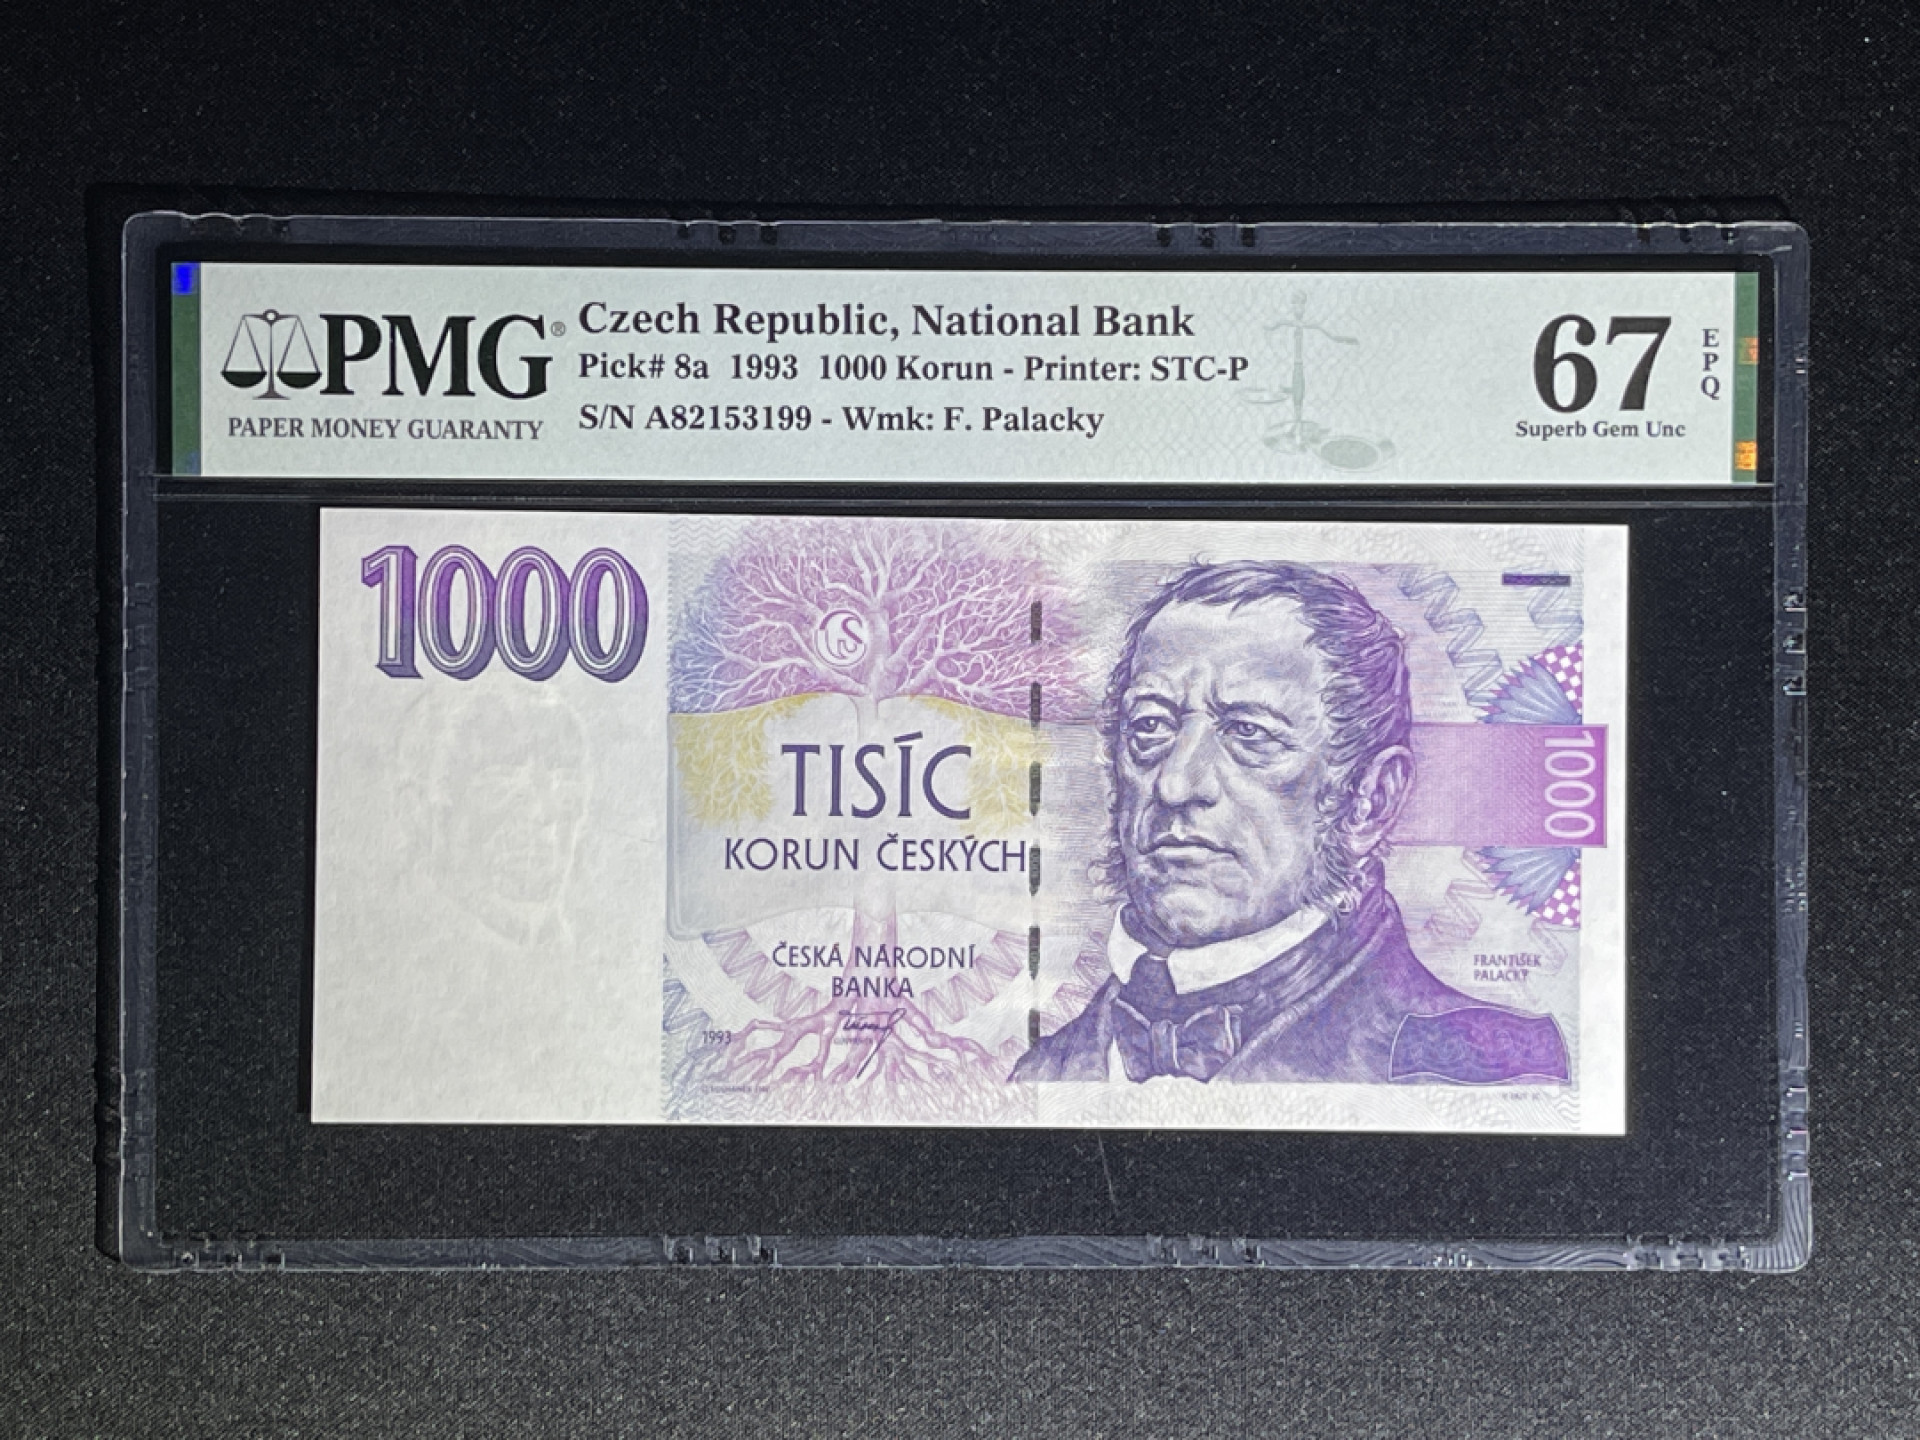 PMG®
PAPER MONEY GUARANTY
Czech Republic, National Bank
Pick# 8a 1993 1000 Korun - Printer: STC-P
S/N A82153199 - Wmk: F. Palacky
67
EPQ
Superb Gem Unc
1000
TISÍC
KORUN ČESKÝCH
ČESKÁ NÁRODNÍ
BANKA
1993
1000
FRANTIŠEK
PALACKÝ